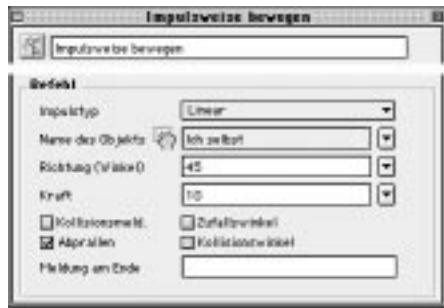 Impulsweise bewegen
Impulsweise bewegen
Befehl
Impulstyp Linear
Name des Objekts Ich selbst
Richtung (Winkel) 45
Kraft 10
Kollisionsmeld. Zufallswinkel
Abprallen Kollisionswinkel
Meldung am Ende